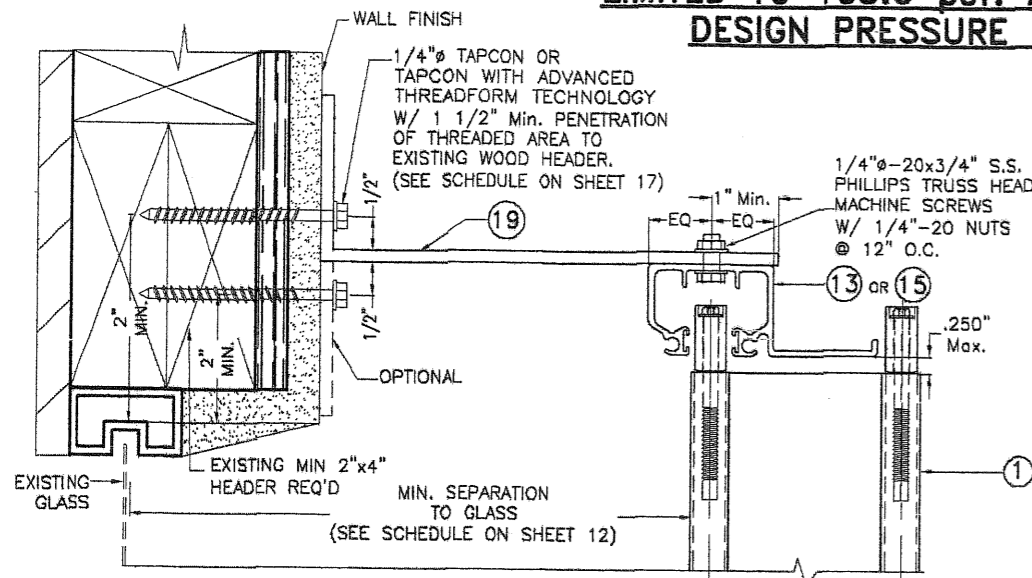 DESIGN PRESSURE
WALL FINISH
1/4"ø TAPCON OR
TAPCON WITH ADVANCED
THREADFORM TECHNOLOGY
W/ 1 1/2" Min. PENETRATION
OF THREADED AREA TO
EXISTING WOOD HEADER.
(SEE SCHEDULE ON SHEET 17)
1/2"
1/2"
19
EQ
EQ
1" Min.
1/4"ø-20x3/4" S.S.
PHILLIPS TRUSS HEAD
MACHINE SCREWS
W/ 1/4"-20 NUTS
@ 12" O.C.
13 OR 15
.250"
Max.
2"
MIN.
2"
MIN.
OPTIONAL
EXISTING
GLASS
EXISTING MIN 2"x4"
HEADER REQ'D
MIN. SEPARATION
TO GLASS
(SEE SCHEDULE ON SHEET 12)
1